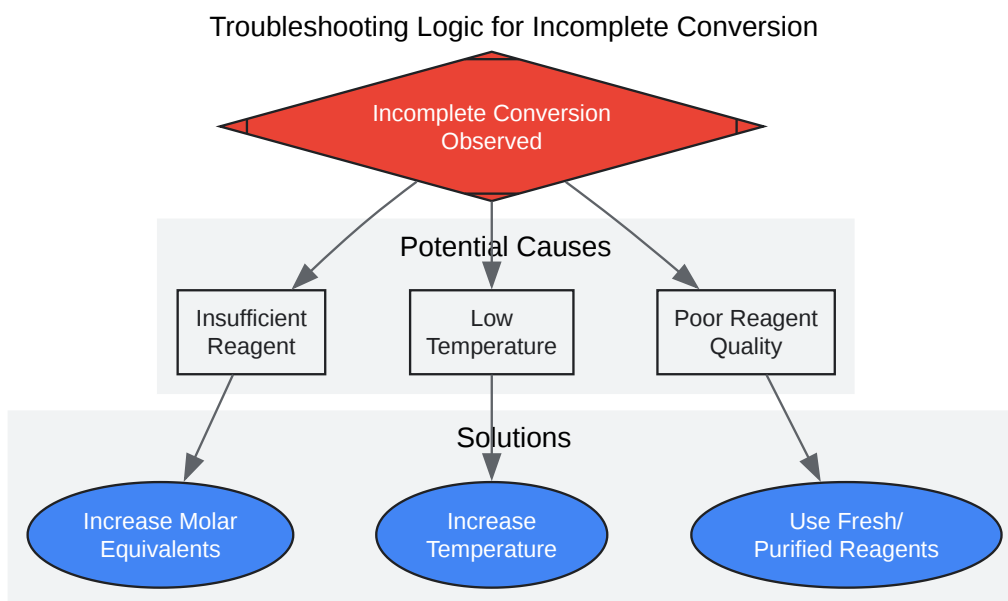 Troubleshooting Logic for Incomplete Conversion
Incomplete Conversion
Observed
Potential Causes
Insufficient
Reagent
Low
Temperature
Poor Reagent
Quality
Solutions
Increase Molar
Equivalents
Increase
Temperature
Use Fresh/
Purified Reagents